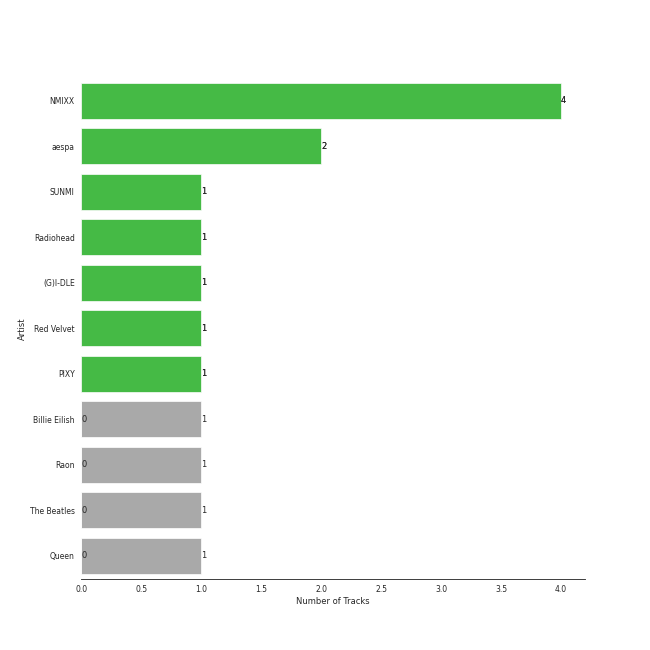 NMIXX 4
aespa 2
SUNMI 1
Radiohead 1
(G)I-DLE 1
Red Velvet 1
PIXY 1
Billie Eilish 0 1
Raon 0 1
The Beatles 0 1
Queen 0 1
Artist
0.0 0.5 1.0 1.5 2.0 2.5 3.0 3.5 4.0
Number of Tracks